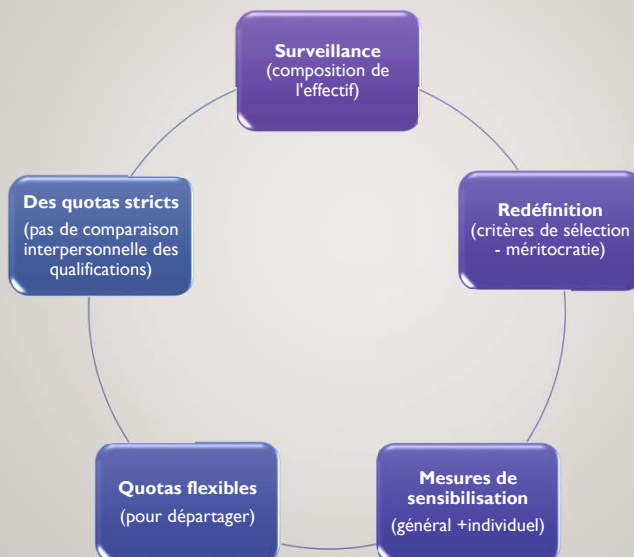 Surveillance
(composition de
l'effectif)
Redéfinition
(critères de sélection
- méritocratie)
Mesures de
sensibilisation
(général +individuel)
Quotas flexibles
(pour départager)
Des quotas stricts
(pas de comparaison
interpersonnelle des
qualifications)